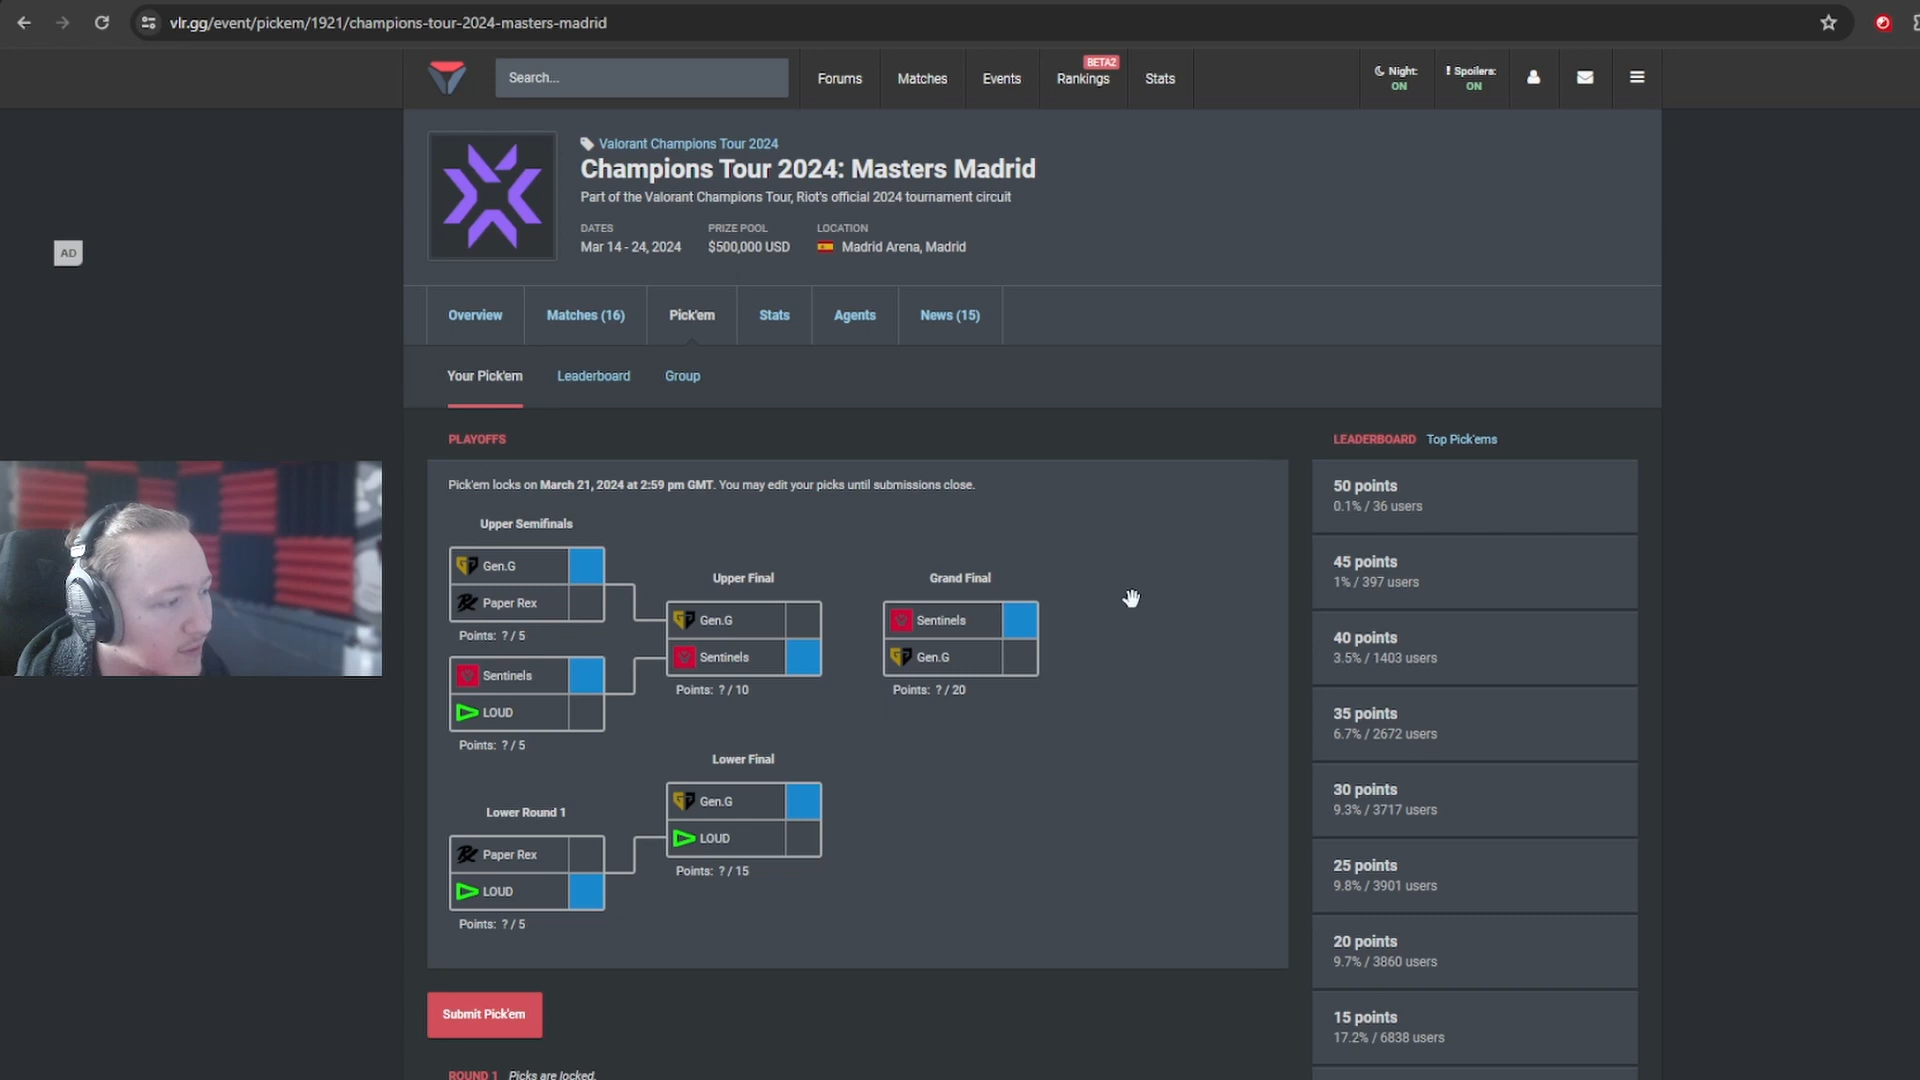 vlr.gg/event/pickem/1921/champions-tour-2024-masters-madrid
Search...
Forums
Matches
Events
BETA2
Rankings
Stats
Night:
ON
! Spoilers:
ON
AD
Valorant Champions Tour 2024
Champions Tour 2024: Masters Madrid
Part of the Valorant Champions Tour, Riot's official 2024 tournament circuit
DATES
Mar 14 - 24, 2024
PRIZE POOL
$500,000 USD
LOCATION
Madrid Arena, Madrid
Overview
Matches (16)
Pick'em
Stats
Agents
News (15)
Your Pick'em
Leaderboard
Group
PLAYOFFS
Pick'em locks on March 21, 2024 at 2:59 pm GMT. You may edit your picks until submissions close.
Upper Semifinals
Gen.G
Paper Rex
Points: ? / 5
Sentinels
LOUD
Points: ? / 5
Upper Final
Gen.G
Sentinels
Points: ? / 10
Grand Final
Sentinels
Gen.G
Points: ? / 20
Lower Round 1
Paper Rex
LOUD
Points: ? / 5
Lower Final
Gen.G
LOUD
Points: ? / 15
Submit Pick'em
ROUND 1 Picks are locked.
LEADERBOARD Top Pick'ems
50 points
0.1% / 36 users
45 points
1% / 397 users
40 points
3.5% / 1403 users
35 points
6.7% / 2672 users
30 points
9.3% / 3717 users
25 points
9.8% / 3901 users
20 points
9.7% / 3860 users
15 points
17.2% / 6838 users